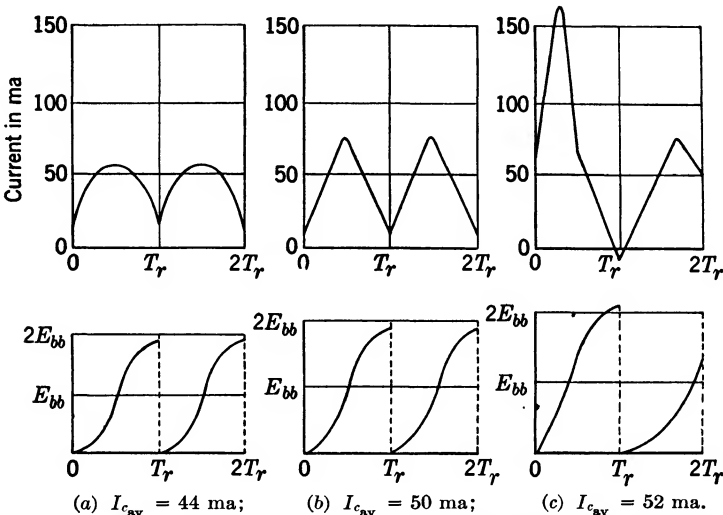 Current in ma
150
100
50
0
0
T_r
2T_r
150
100
50
0
0
T_r
2T_r
150
100
50
0
0
T_r
2T_r
2E_bb
E_bb
0
T_r
2T_r
2E_bb
E_bb
0
T_r
2T_r
2E_bb
E_bb
0
T_r
2T_r
(a) I_c_av = 44 ma;
(b) I_c_av = 50 ma;
(c) I_c_av = 52 ma.